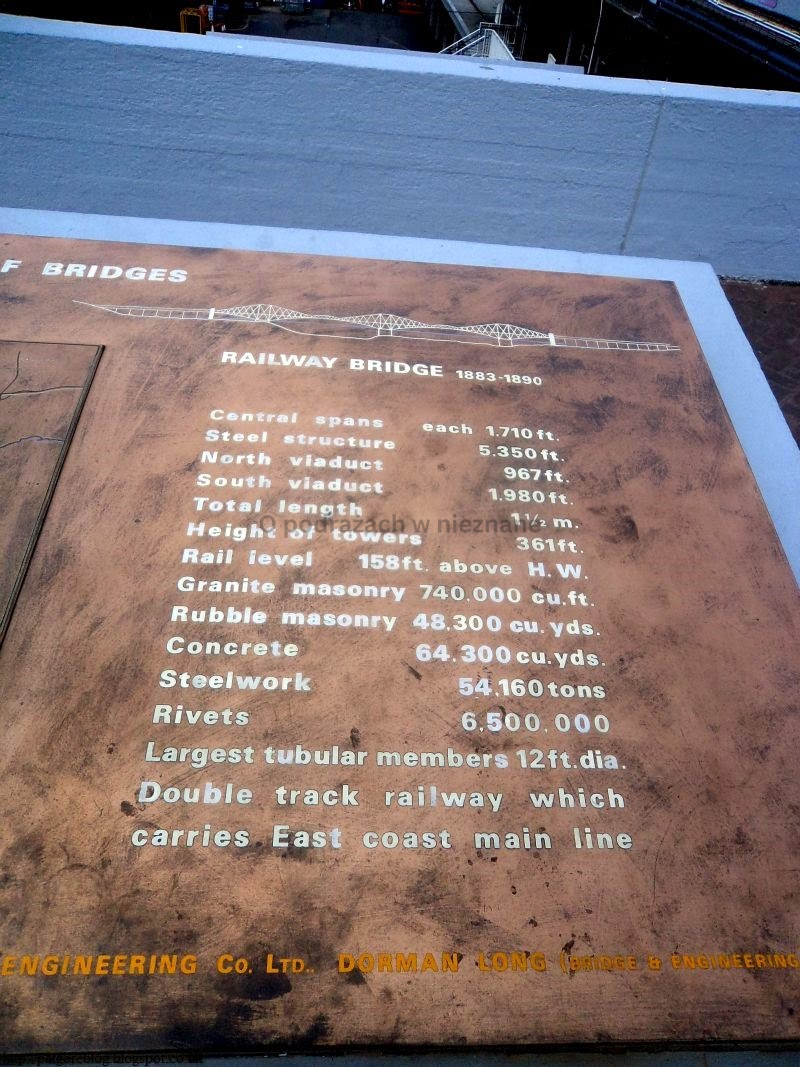 F BRIDGES
RAILWAY BRIDGE 1883-1890
Central spans each 1.710 ft.
Steel structure 5.350 ft.
North viaduct 967 ft.
South viaduct 1.980 ft.
Total length 1½ m.
O podrażach w nieznane
Height of towers 361 ft.
Rail level 158 ft. above H.W.
Granite masonry 740.000 cu.ft.
Rubble masonry 48.300 cu.yds.
Concrete 64.300 cu.yds.
Steelwork 54.160 tons
Rivets 6.500.000
Largest tubular members 12 ft. dia.
Double track railway which
carries East coast main line
ENGINEERING Co. LTD.. DORMAN LONG (BRIDGE & ENGINEERING